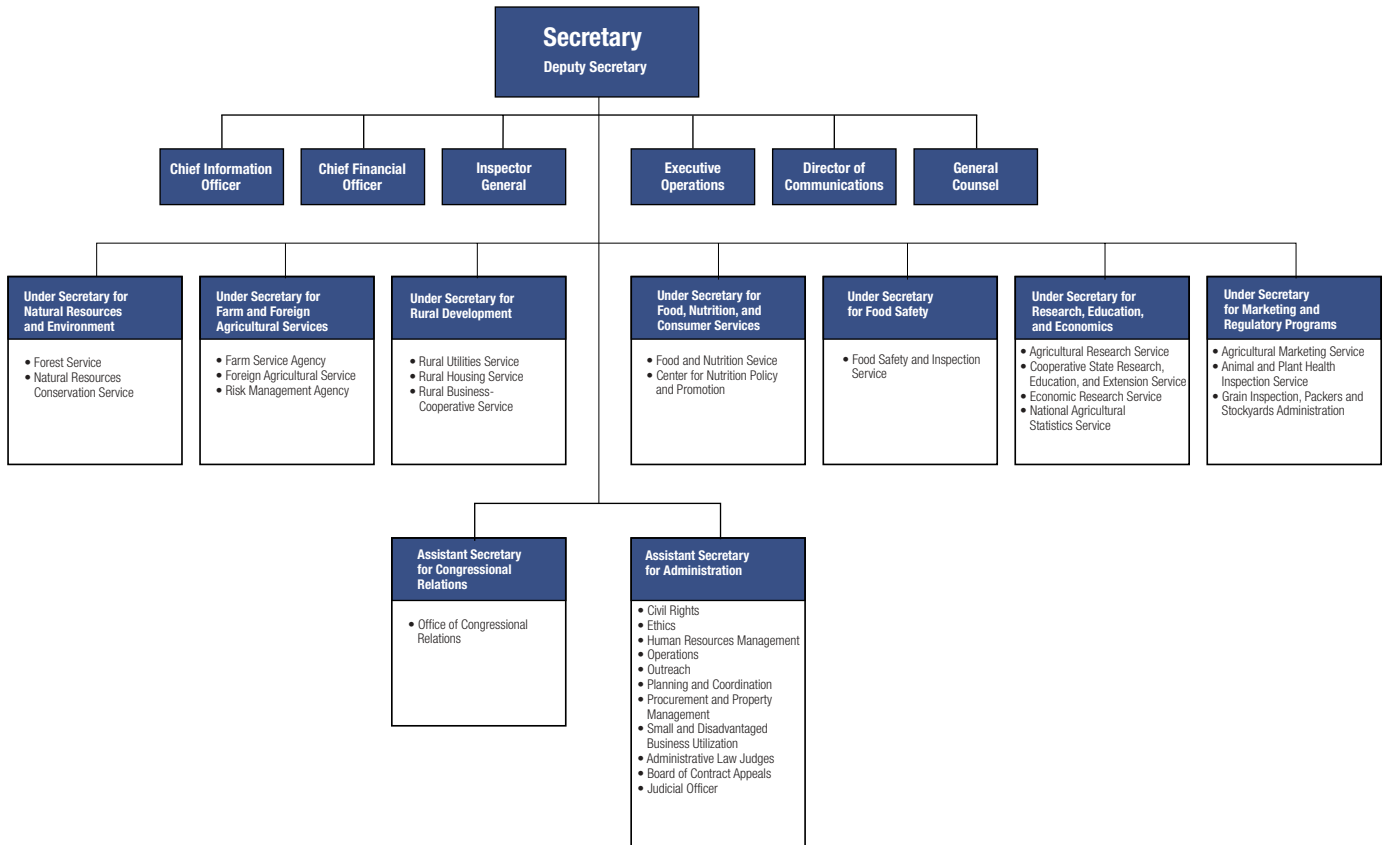 Secretary
Deputy Secretary
Chief Information
Officer
Chief Financial
Officer
Inspector
General
Executive
Operations
Director of
Communications
General
Counsel
Under Secretary for
Natural Resources
and Environment
• Forest Service
• Natural Resources
Conservation Service
Under Secretary for
Farm and Foreign
Agricultural Services
• Farm Service Agency
• Foreign Agricultural Service
• Risk Management Agency
Under Secretary for
Rural Development
• Rural Utilities Service
• Rural Housing Service
• Rural Business-
Cooperative Service
Under Secretary for
Food, Nutrition, and
Consumer Services
• Food and Nutrition Sevice
• Center for Nutrition Policy
and Promotion
Under Secretary
for Food Safety
• Food Safety and Inspection
Service
Under Secretary for
Research, Education,
and Economics
• Agricultural Research Service
• Cooperative State Research,
Education, and Extension Service
• Economic Research Service
• National Agricultural
Statistics Service
Under Secretary
for Marketing and
Regulatory Programs
• Agricultural Marketing Service
• Animal and Plant Health
Inspection Service
• Grain Inspection, Packers and
Stockyards Administration
Assistant Secretary
for Congressional
Relations
• Office of Congressional
Relations
Assistant Secretary
for Administration
• Civil Rights
• Ethics
• Human Resources Management
• Operations
• Outreach
• Planning and Coordination
• Procurement and Property
Management
• Small and Disadvantaged
Business Utilization
• Administrative Law Judges
• Board of Contract Appeals
• Judicial Officer